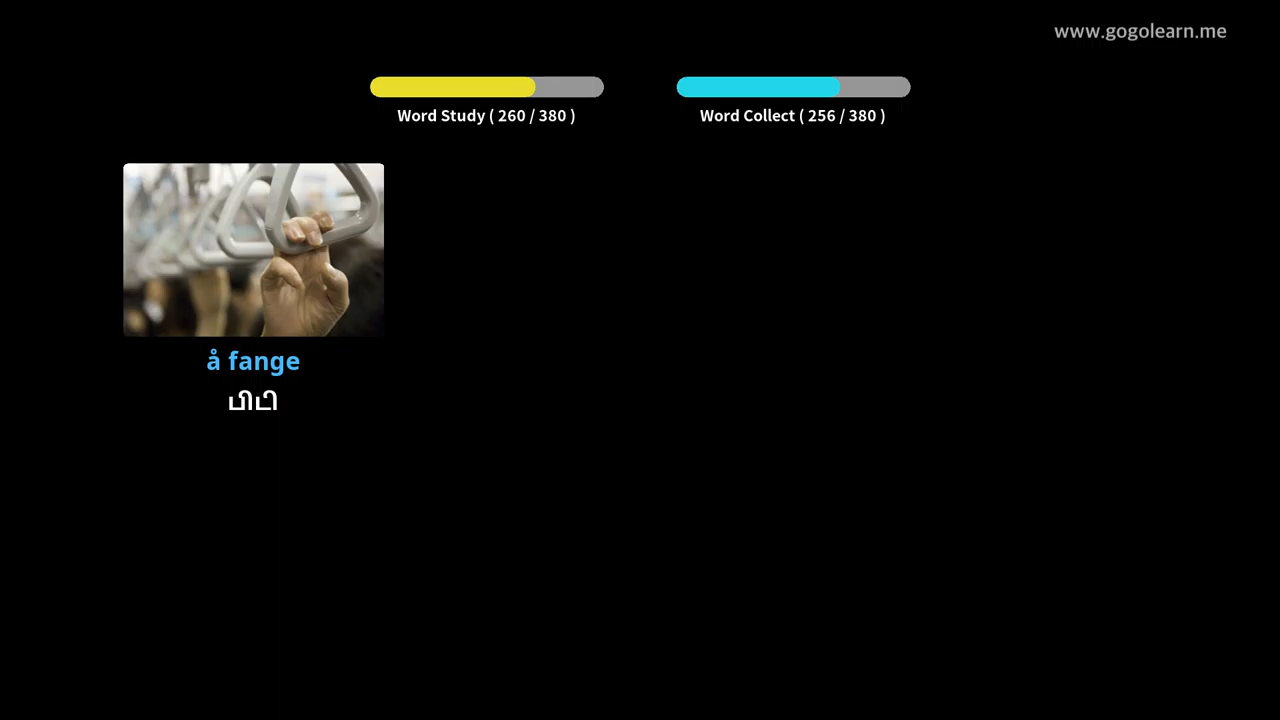 www.gogolearn.me
Word Study ( 260 / 380 )
Word Collect ( 256 / 380 )
å fange
பிடி